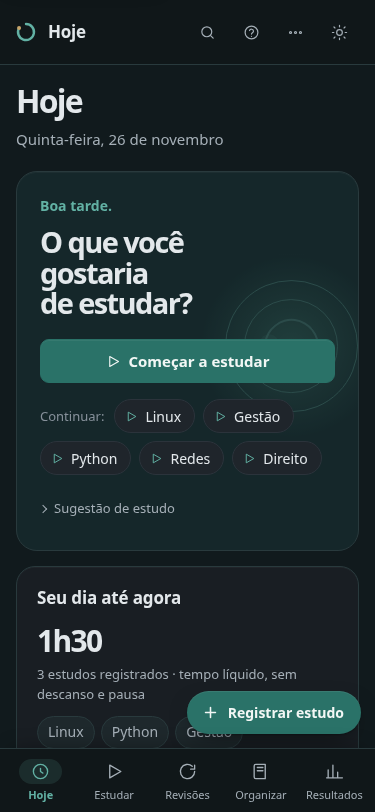 Hoje
Hoje
Quinta-feira, 26 de novembro
Boa tarde.
O que você
gostaria
de estudar?
Começar a estudar
Continuar: Linux Gestão
Python Redes Direito
Sugestão de estudo
Seu dia até agora
1h30
3 estudos registrados · tempo líquido, sem
descanso e pausa
Registrar estudo
Linux Python Gestão
Hoje Estudar Revisões Organizar Resultados